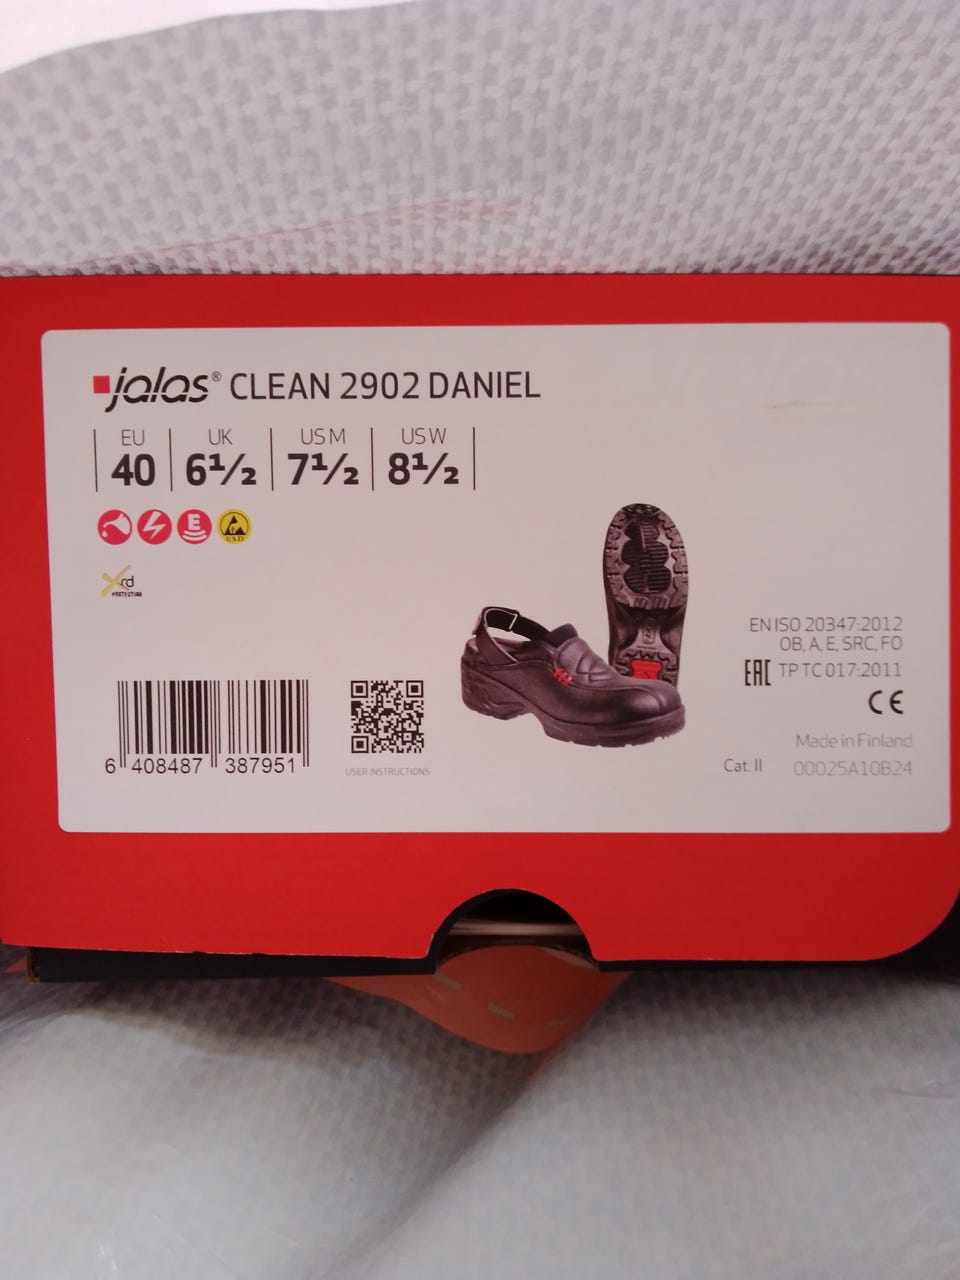 jalas® CLEAN 2902 DANIEL
EU UK US M US W
40 6½ 7½ 8½
E
ESD
Xrd
PROTECTION
EN ISO 20347:2012
OB, A, E, SRC, FO
EAC TP TC 017:2011
CE
Made in Finland
Cat. II 00025A10B24
6 408487 387951
USER INSTRUCTIONS